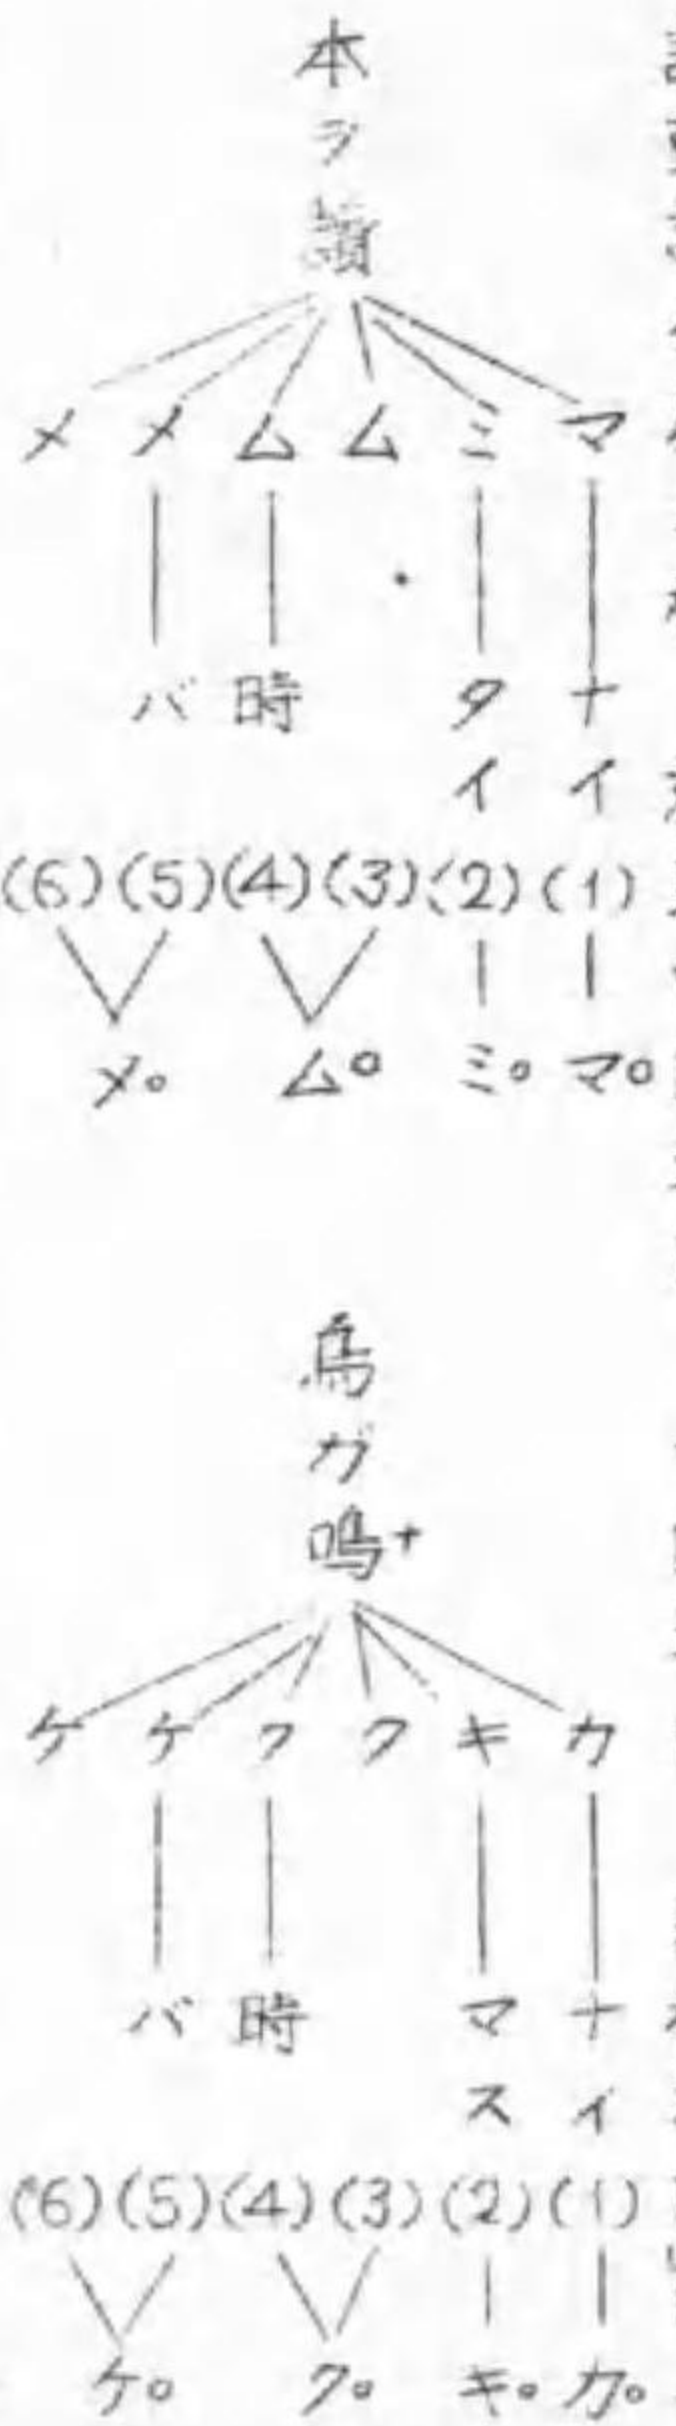 本ヲ讀
マ ミ ム ム メ メ
ナイ タイ 時 バ
(1) (2) (3) (4) (5) (6)
マ。 ミ。 ム。 メ。
鳥ガ鳴
カ キ ク ク ケ ケ
ナイ マス 時 バ
(1) (2) (3) (4) (5) (6)
カ。 キ。 ク。 ケ。